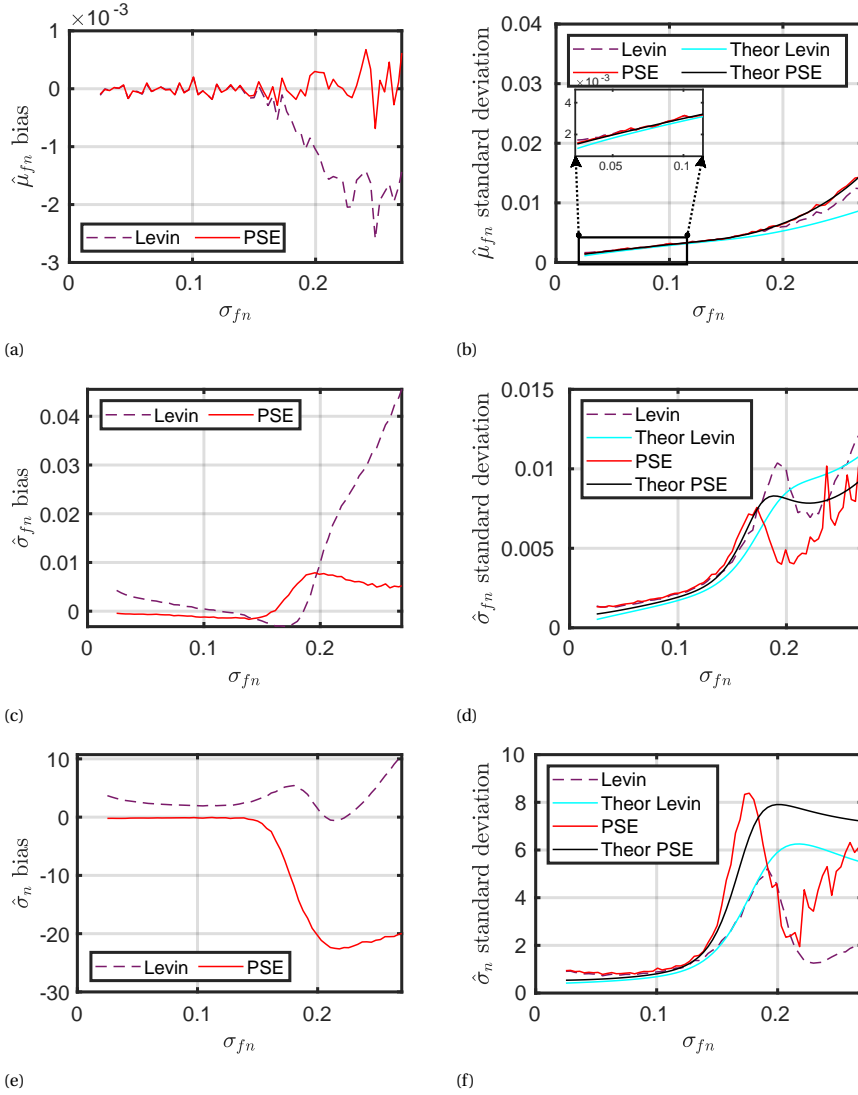 ×10⁻³
1
0
-1
-2
-3
μ̂_fn bias
Levin PSE
0 0.1 0.2
σ_fn
(a)
0.04
0.03
0.02
0.01
0
μ̂_fn standard deviation
Levin Theor Levin
PSE Theor PSE
×10⁻³
4
2
0.05 0.1
0 0.1 0.2
σ_fn
(b)
0.04
0.03
0.02
0.01
0
σ̂_fn bias
Levin PSE
0 0.1 0.2
σ_fn
(c)
0.015
0.01
0.005
0
σ̂_fn standard deviation
Levin
Theor Levin
PSE
Theor PSE
0 0.1 0.2
σ_fn
(d)
10
0
-10
-20
-30
σ̂_n bias
Levin PSE
0 0.1 0.2
σ_fn
(e)
10
8
6
4
2
0
σ̂_n standard deviation
Levin
Theor Levin
PSE
Theor PSE
0 0.1 0.2
σ_fn
(f)